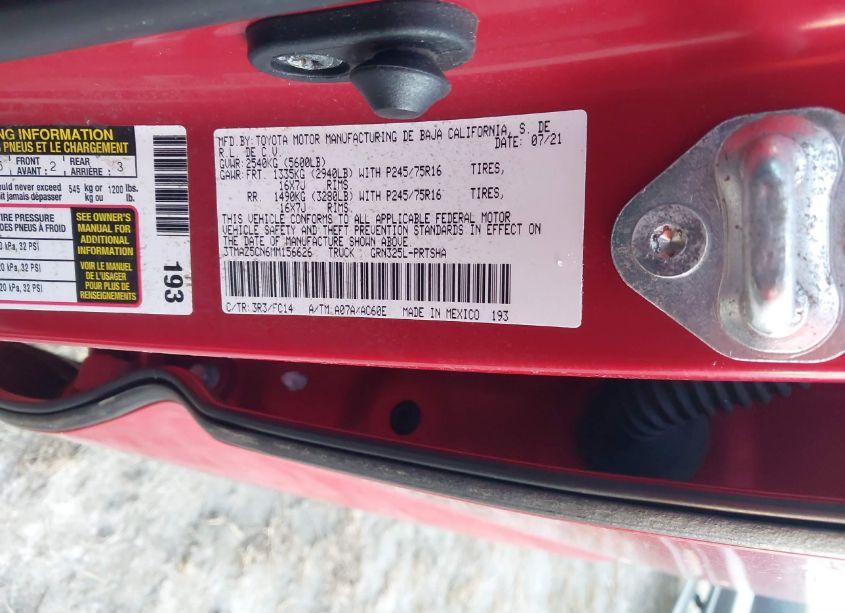 NG INFORMATION
PNEUS ET LE CHARGEMENT
FRONT AVANT: 2
REAR ARRIÈRE: 3
uld never exceed 545 kg or 1200 lbs.
it jamais dépasser 545 kg ou
IRE PRESSURE
DES PNEUS À FROID
0 kPa, 32 PSI
20 kPa, 32 PSI
20 kPa, 32 PSI
SEE OWNER'S
MANUAL FOR
ADDITIONAL
INFORMATION
VOIR LE MANUEL
DE L'USAGER
POUR PLUS DE
RENSEIGNEMENTS
193
MFD.BY:TOYOTA MOTOR MANUFACTURING DE BAJA CALIFORNIA, S. DE
R.L. DE C.V. DATE: 07/21
GVWR:2540KG (5600LB)
GAWR:FRT. 1335KG (2940LB) WITH P245/75R16 TIRES,
16X7J RIMS.
RR. 1490KG (3280LB) WITH P245/75R16 TIRES,
16X7J RIMS.
THIS VEHICLE CONFORMS TO ALL APPLICABLE FEDERAL MOTOR
VEHICLE SAFETY AND THEFT PREVENTION STANDARDS IN EFFECT ON
THE DATE OF MANUFACTURE SHOWN ABOVE.
3TMAZ5CN6MM156626 TRUCK GRN325L-PRTSHA
C/TR:3R3/FC14 A/TM:A07A/AC60E MADE IN MEXICO 193